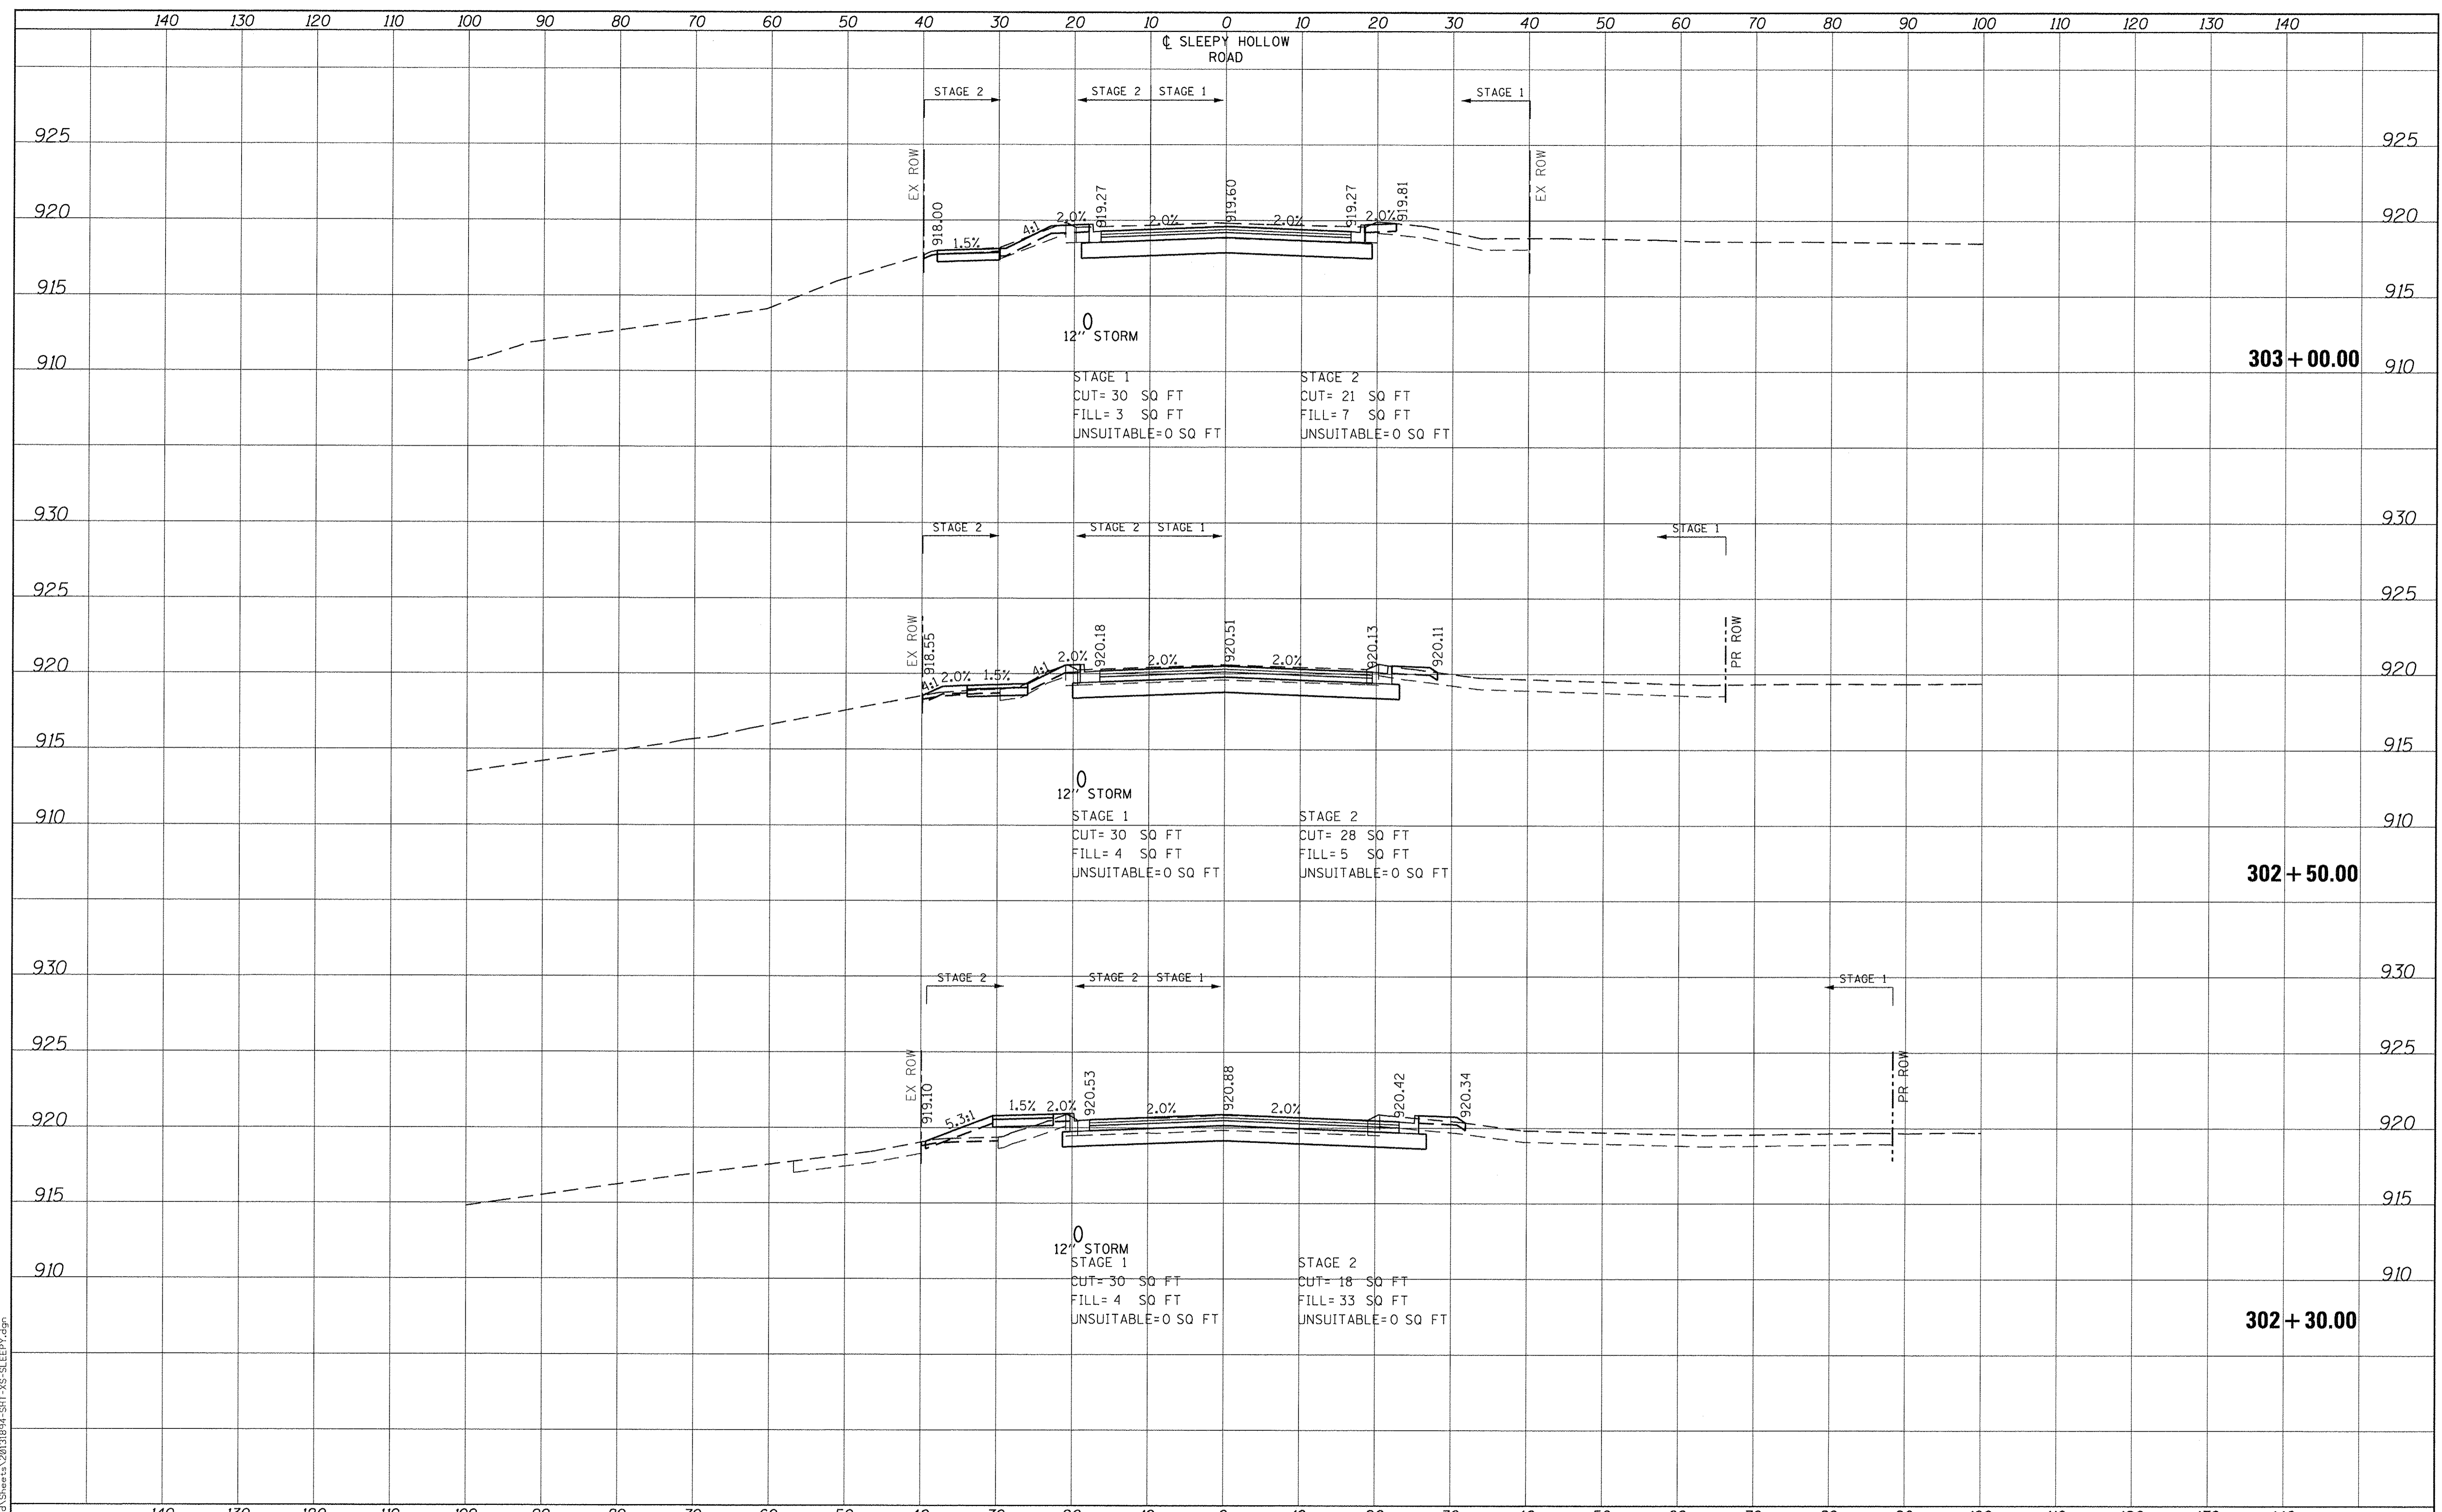 140 130 120 110 100 90 80 70 60 50 40 30 20 10 0 10 20 30 40 50 60 70 80 90 100 110 120 130 140
℄ SLEEPY HOLLOW
ROAD
STAGE 2 STAGE 2 STAGE 1 STAGE 1
925 925
EX ROW EX ROW
918.00 919.27 919.60 919.27 919.81
920 920
1.5% 4:1 2.0% 2.0% 2.0% 2.0%
915 915
12" STORM
910 303+00.00 910
STAGE 1 STAGE 2
CUT= 30 SQ FT CUT= 21 SQ FT
FILL= 3 SQ FT FILL= 7 SQ FT
UNSUITABLE=0 SQ FT UNSUITABLE=0 SQ FT
930 930
STAGE 2 STAGE 2 STAGE 1 STAGE 1
925 925
EX ROW PR ROW
918.55 920.18 920.51 920.13 920.11
920 920
4:1 2.0% 1.5% 4:1 2.0% 2.0% 2.0%
915 915
12" STORM
910 910
STAGE 1 STAGE 2
CUT= 30 SQ FT CUT= 28 SQ FT
FILL= 4 SQ FT FILL= 5 SQ FT
UNSUITABLE=0 SQ FT UNSUITABLE=0 SQ FT
302+50.00
930 930
STAGE 2 STAGE 2 STAGE 1 STAGE 1
925 925
EX ROW PR ROW
919.10 920.53 920.88 920.42 920.34
920 920
5.3:1 1.5% 2.0% 2.0% 2.0%
915 915
12" STORM
910 910
STAGE 1 STAGE 2
CUT= 30 SQ FT CUT= 18 SQ FT
FILL= 4 SQ FT FILL= 33 SQ FT
UNSUITABLE=0 SQ FT UNSUITABLE=0 SQ FT
302+30.00